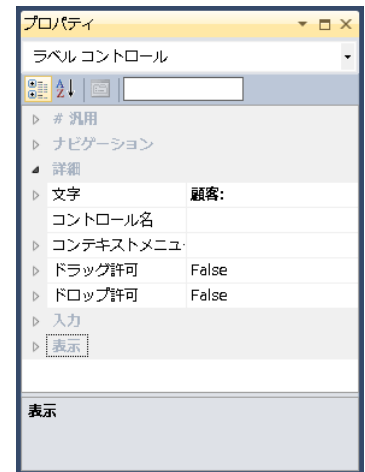 プロパティ
ラベル コントロール
# 汎用
ナビゲーション
詳細
文字 顧客:
コントロール名
コンテキストメニュー
ドラッグ許可 False
ドロップ許可 False
入力
表示
表示